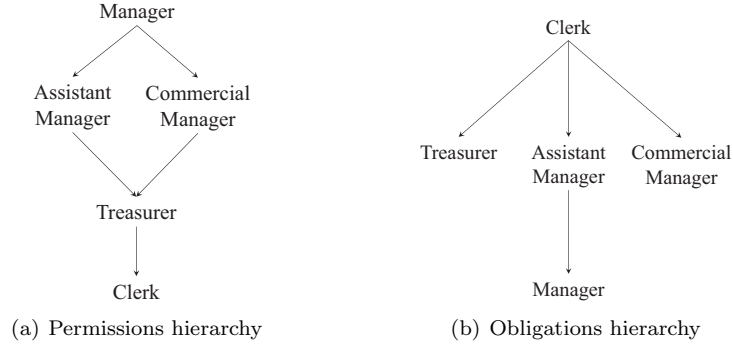 Manager
Assistant
Manager
Commercial
Manager
Treasurer
Clerk
(a) Permissions hierarchy
Clerk
Treasurer
Assistant
Manager
Commercial
Manager
Manager
(b) Obligations hierarchy